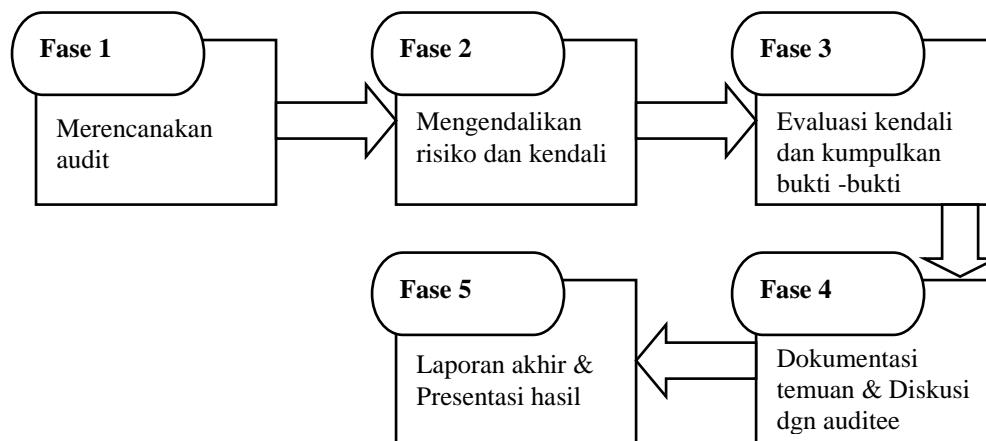 Fase 1
Merencanakan
audit
Fase 2
Mengendalikan
risiko dan kendali
Fase 3
Evaluasi kendali
dan kumpulkan
bukti -bukti
Fase 4
Dokumentasi
temuan & Diskusi
dgn auditee
Fase 5
Laporan akhir &
Presentasi hasil